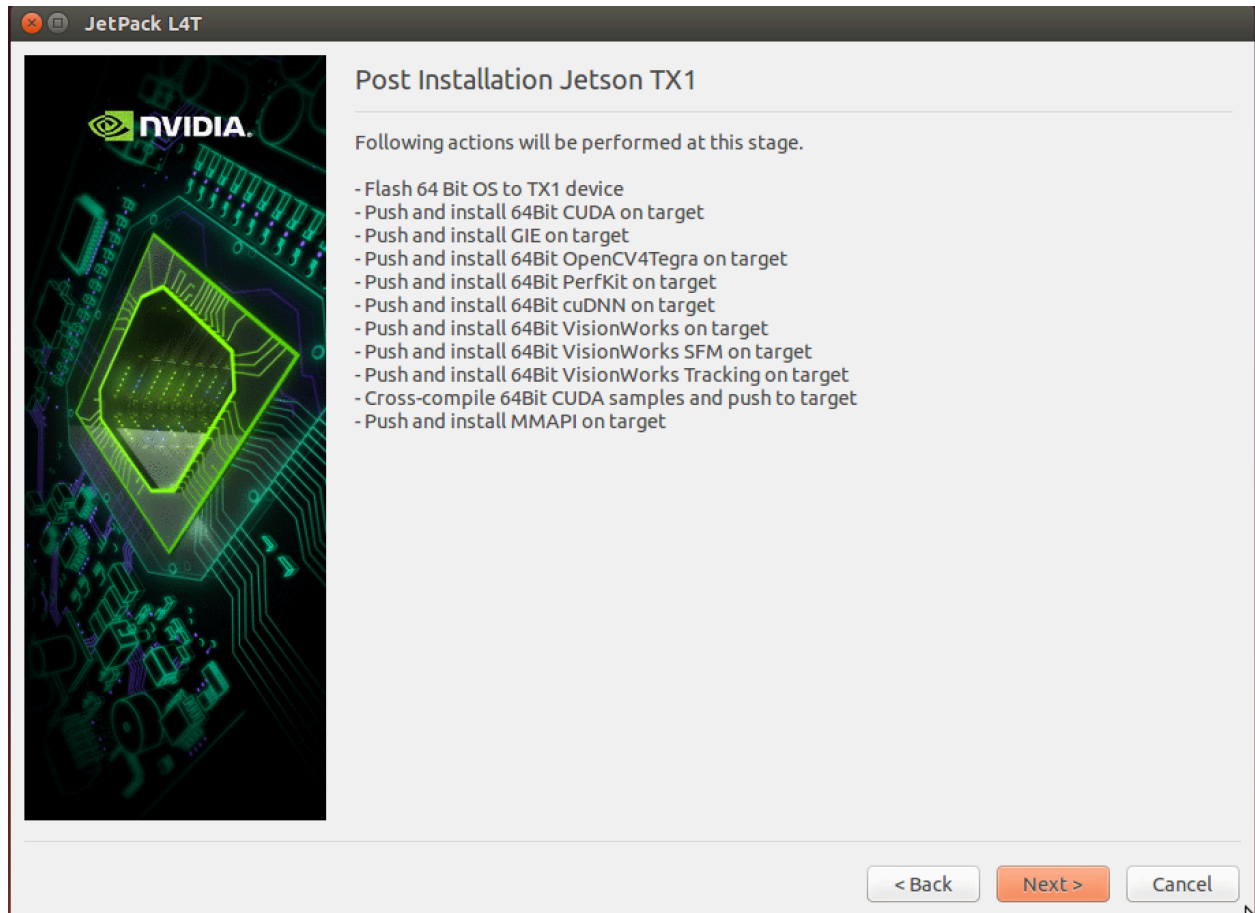 JetPack L4T
NVIDIA.
Post Installation Jetson TX1
Following actions will be performed at this stage.
- Flash 64 Bit OS to TX1 device
- Push and install 64Bit CUDA on target
- Push and install GIE on target
- Push and install 64Bit OpenCV4Tegra on target
- Push and install 64Bit PerfKit on target
- Push and install 64Bit cuDNN on target
- Push and install 64Bit VisionWorks on target
- Push and install 64Bit VisionWorks SFM on target
- Push and install 64Bit VisionWorks Tracking on target
- Cross-compile 64Bit CUDA samples and push to target
- Push and install MMAPI on target
< Back Next > Cancel